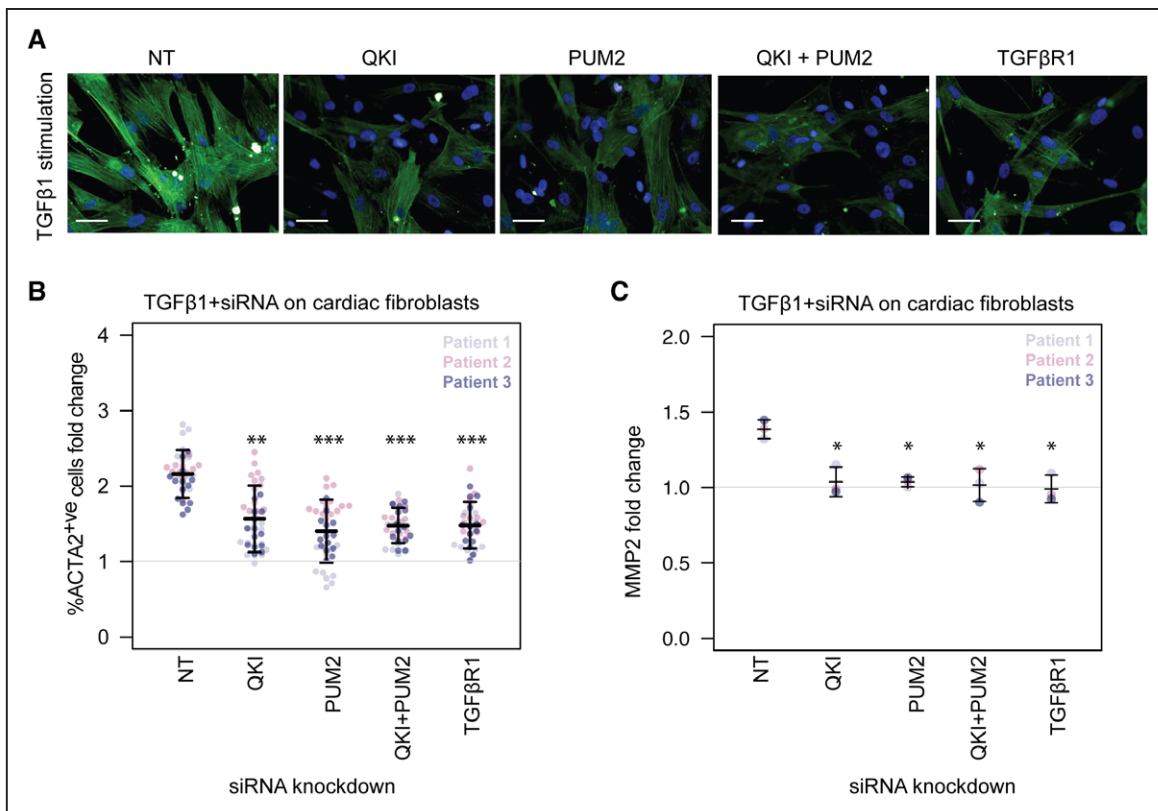 A
NT
QKI
PUM2
QKI + PUM2
TGFβR1
TGFβ1 stimulation
B
TGFβ1+siRNA on cardiac fibroblasts
Patient 1
Patient 2
Patient 3
%ACTA2+ve cells fold change
4
3
2
1
0
**
***
***
***
NT
QKI
PUM2
QKI+PUM2
TGFβR1
siRNA knockdown
C
TGFβ1+siRNA on cardiac fibroblasts
Patient 1
Patient 2
Patient 3
MMP2 fold change
2.0
1.5
1.0
0.5
0.0
*
*
*
*
NT
QKI
PUM2
QKI+PUM2
TGFβR1
siRNA knockdown